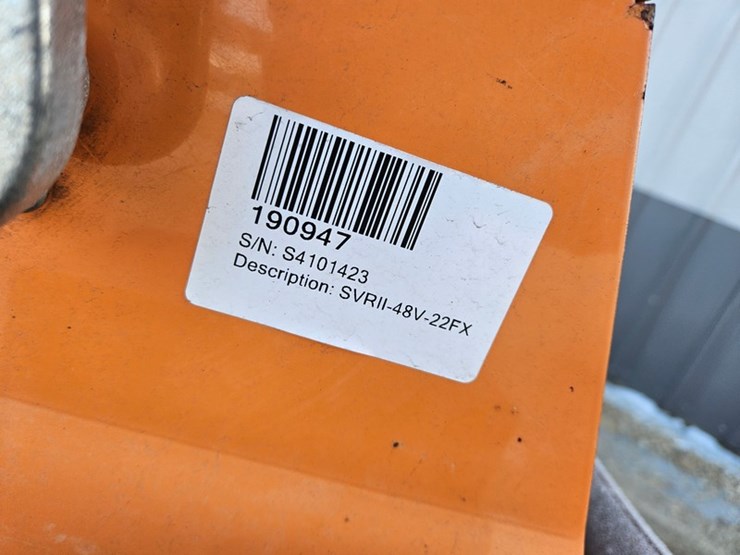 190947
S/N: S4101423
Description: SVRII-48V-22FX